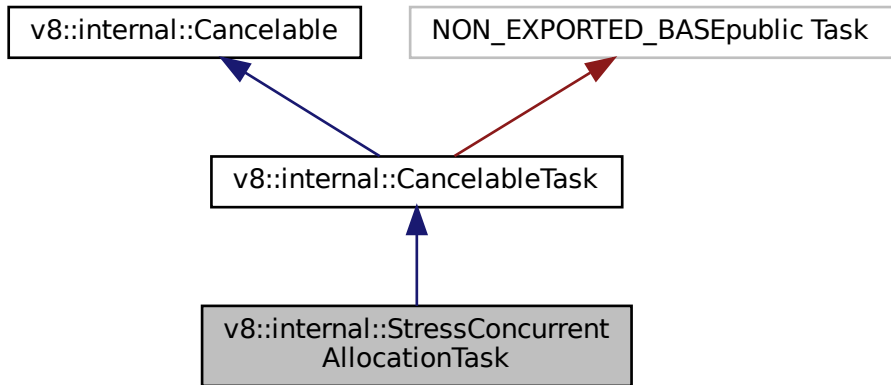 v8::internal::Cancelable
NON_EXPORTED_BASEpublic Task
v8::internal::CancelableTask
v8::internal::StressConcurrent
AllocationTask